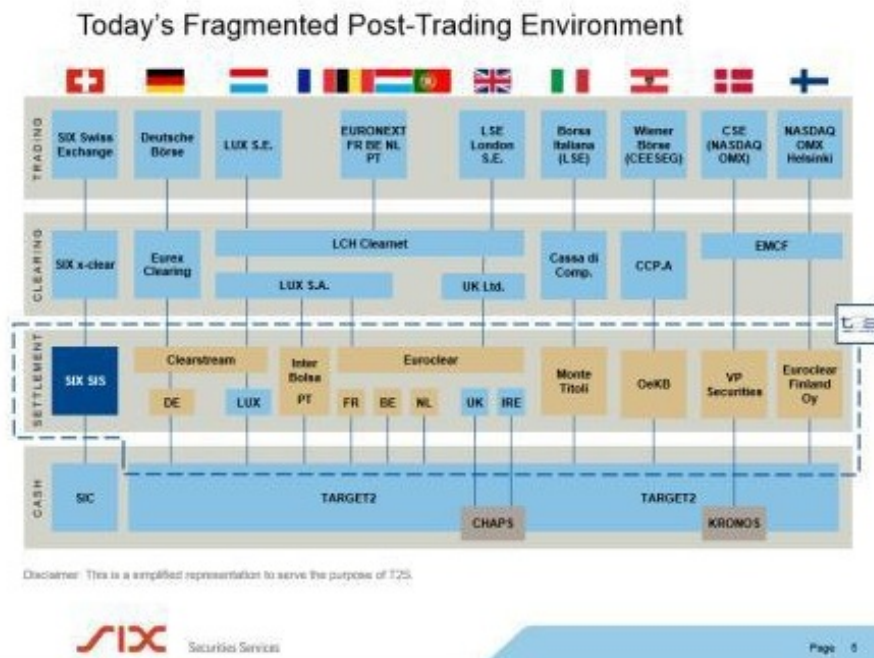 Today's Fragmented Post-Trading Environment
TRADING
SIX Swiss
Exchange
Deutsche
Börse
LUX S.E.
EURONEXT
FR BE NL
PT
LSE
London
S.E.
Borsa
Italiana
(LSE)
Wiener
Börse
(CEESEG)
CSE
(NASDAQ
OMX)
NASDAQ
OMX
Helsinki
CLEARING
SIX x-clear
Eurex
Clearing
LCH Clearnet
LUX S.A.
UK Ltd.
Cassa di
Comp.
CCP.A
EMCF
SETTLEMENT
SIX SIS
Clearstream
DE
LUX
Inter
Bolsa
PT
Euroclear
FR
BE
NL
UK
IRE
Monte
Titoli
OeKB
VP
Securities
Euroclear
Finland
Oy
CASH
SIC
TARGET2
TARGET2
CHAPS
KRONOS
Disclaimer: This is a simplified representation to serve the purpose of T2S.
SIX Securities Services
Page 6